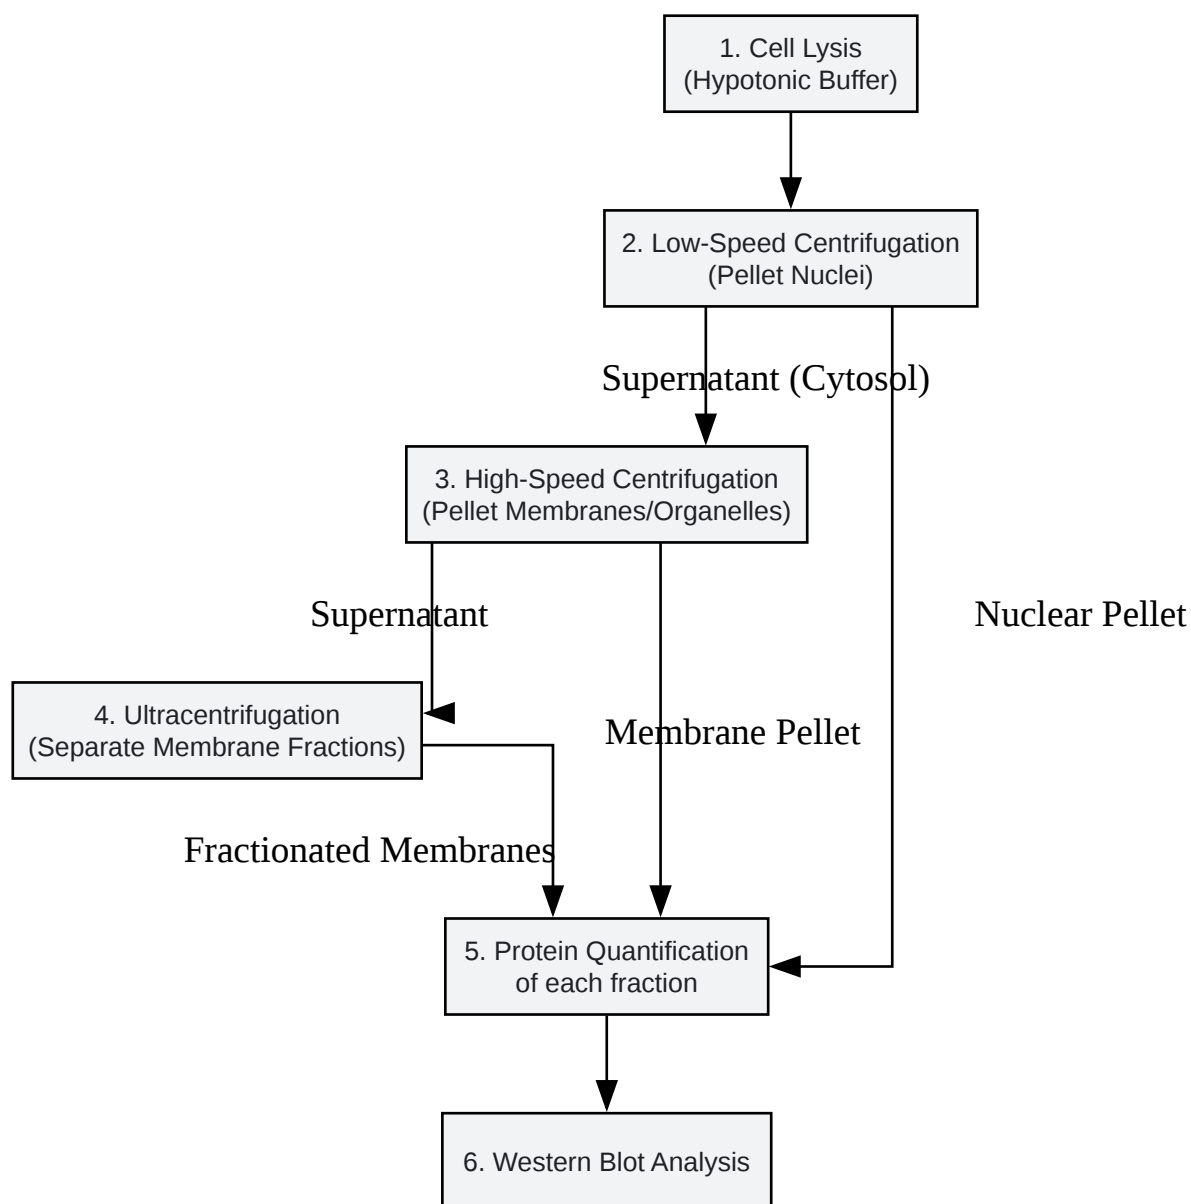 1. Cell Lysis
(Hypotonic Buffer)
2. Low-Speed Centrifugation
(Pellet Nuclei)
Supernatant (Cytosol)
3. High-Speed Centrifugation
(Pellet Membranes/Organelles)
Supernatant
Nuclear Pellet
4. Ultracentrifugation
(Separate Membrane Fractions)
Membrane Pellet
Fractionated Membranes
5. Protein Quantification
of each fraction
6. Western Blot Analysis